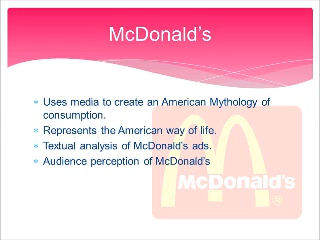 McDonald's
Uses media to create an American Mythology of
consumption.
Represents the American way of life.
Textual analysis of McDonald's ads.
Audience perception of McDonald's
McDonald's
®